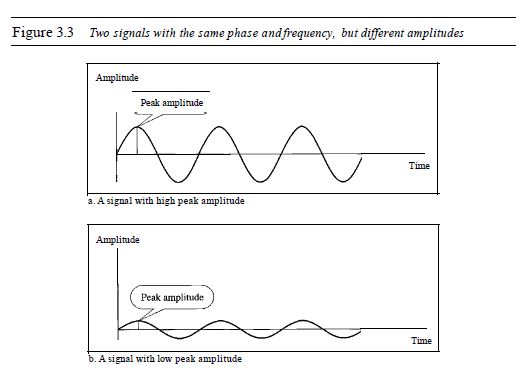 Figure 3.3 Two signals with the same phase and frequency, but different amplitudes
Amplitude
Peak amplitude
Time
a. A signal with high peak amplitude
Amplitude
Peak amplitude
Time
b. A signal with low peak amplitude